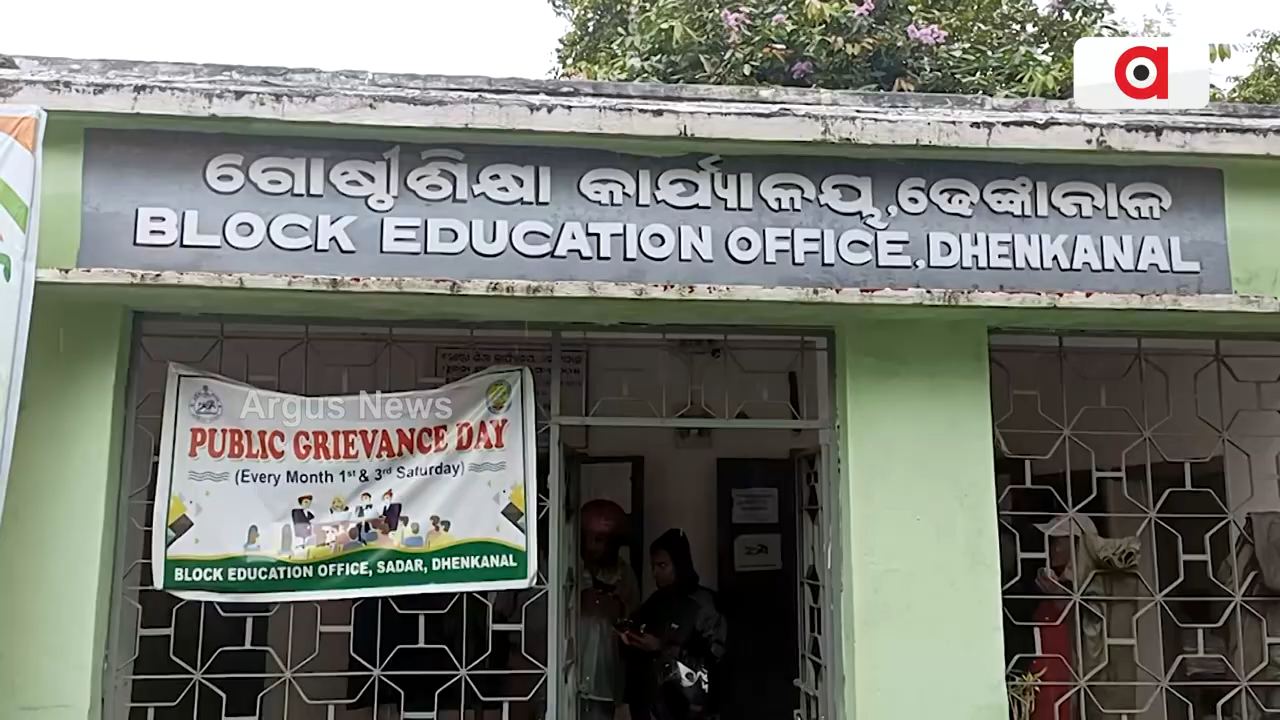 ଗୋଷ୍ଠୀଶିକ୍ଷା କାର୍ଯ୍ୟାଳୟ,ଢେଙ୍କାନାଳ
BLOCK EDUCATION OFFICE,DHENKANAL
Argus News
PUBLIC GRIEVANCE DAY
(Every Month 1st & 3rd Saturday)
BLOCK EDUCATION OFFICE, SADAR, DHENKANAL